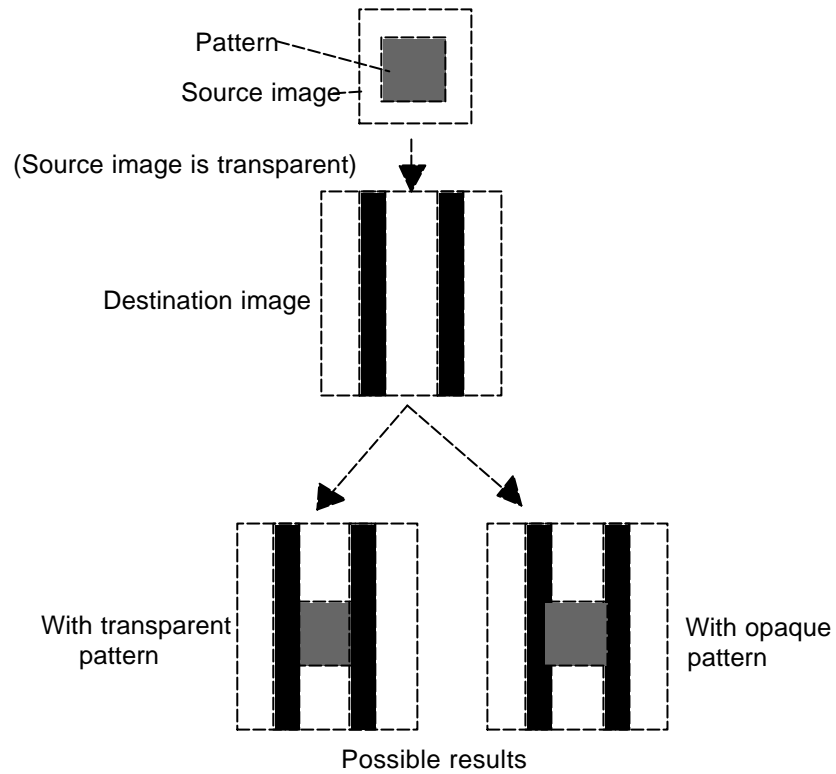 Pattern
Source image
(Source image is transparent)
Destination image
With transparent
pattern
With opaque
pattern
Possible results